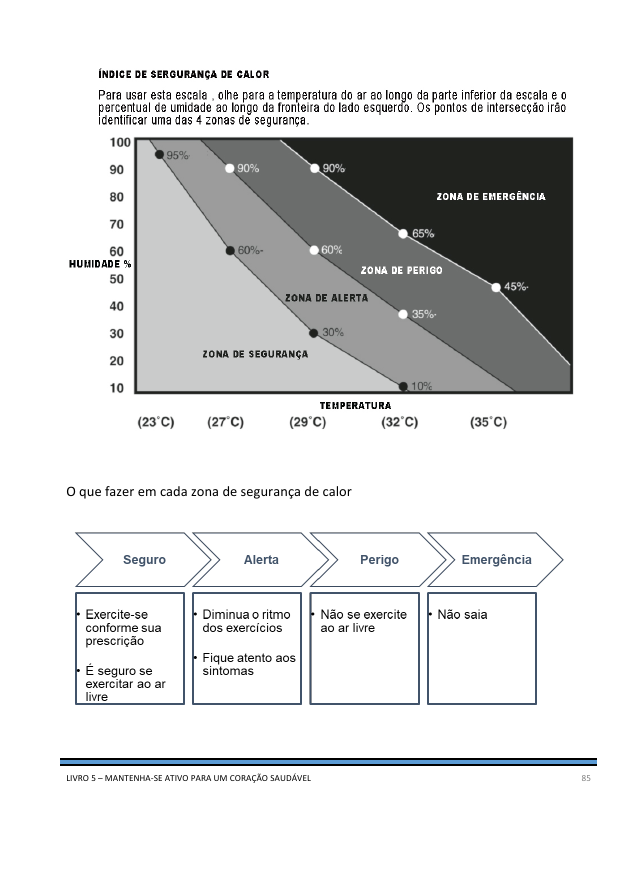 ÍNDICE DE SERGURANÇA DE CALOR
Para usar esta escala , olhe para a temperatura do ar ao longo da parte inferior da escala e o
percentual de umidade ao longo da fronteira do lado esquerdo. Os pontos de intersecção irão
identificar uma das 4 zonas de segurança.
100
95%
90
90%
90%
80
ZONA DE EMERGÊNCIA
70
65%
60
60%
60%
HUMIDADE %
ZONA DE PERIGO
50
45%
ZONA DE ALERTA
40
35%
30
30%
ZONA DE SEGURANÇA
20
10
10%
TEMPERATURA
(23°C) (27°C) (29°C) (32°C) (35°C)
O que fazer em cada zona de segurança de calor
Seguro
• Exercite-se
conforme sua
prescrição
• É seguro se
exercitar ao ar
livre
Alerta
• Diminua o ritmo
dos exercícios
• Fique atento aos
sintomas
Perigo
• Não se exercite
ao ar livre
Emergência
• Não saia
LIVRO 5 – MANTENHA-SE ATIVO PARA UM CORAÇÃO SAUDÁVEL 85